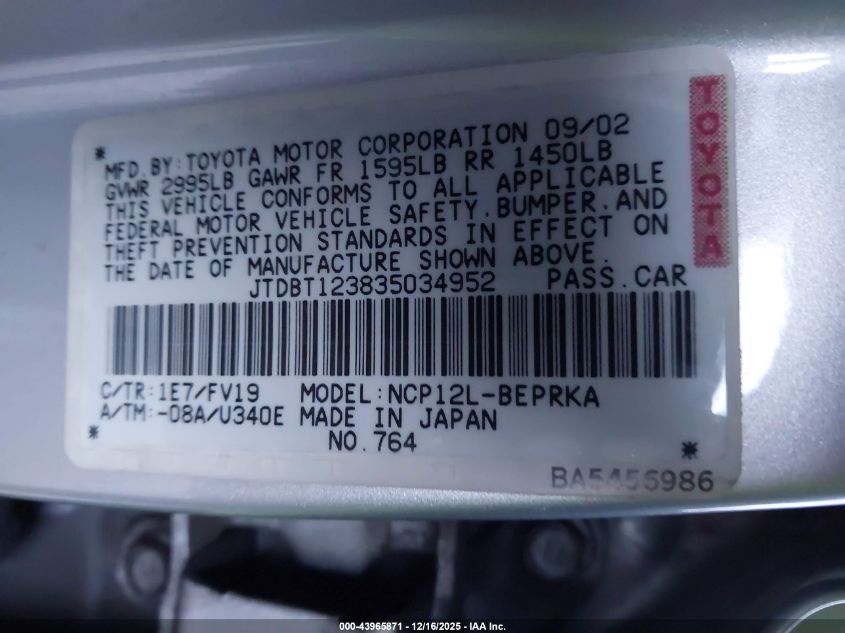 MFD.BY:TOYOTA MOTOR CORPORATION 09/02
GVWR 2995LB GAWR FR 1595LB RR 1450LB
THIS VEHICLE CONFORMS TO ALL APPLICABLE
FEDERAL MOTOR VEHICLE SAFETY,BUMPER,AND
THEFT PREVENTION STANDARDS IN EFFECT ON
THE DATE OF MANUFACTURE SHOWN ABOVE.
JTDBT123835034952 PASS.CAR
TOYOTA
C/TR:1E7/FV19 MODEL:NCP12L-BEPRKA
A/TM:-08A/U340E MADE IN JAPAN
NO.764
BA5456986
000-43965871 - 12/16/2025 - IAA Inc.